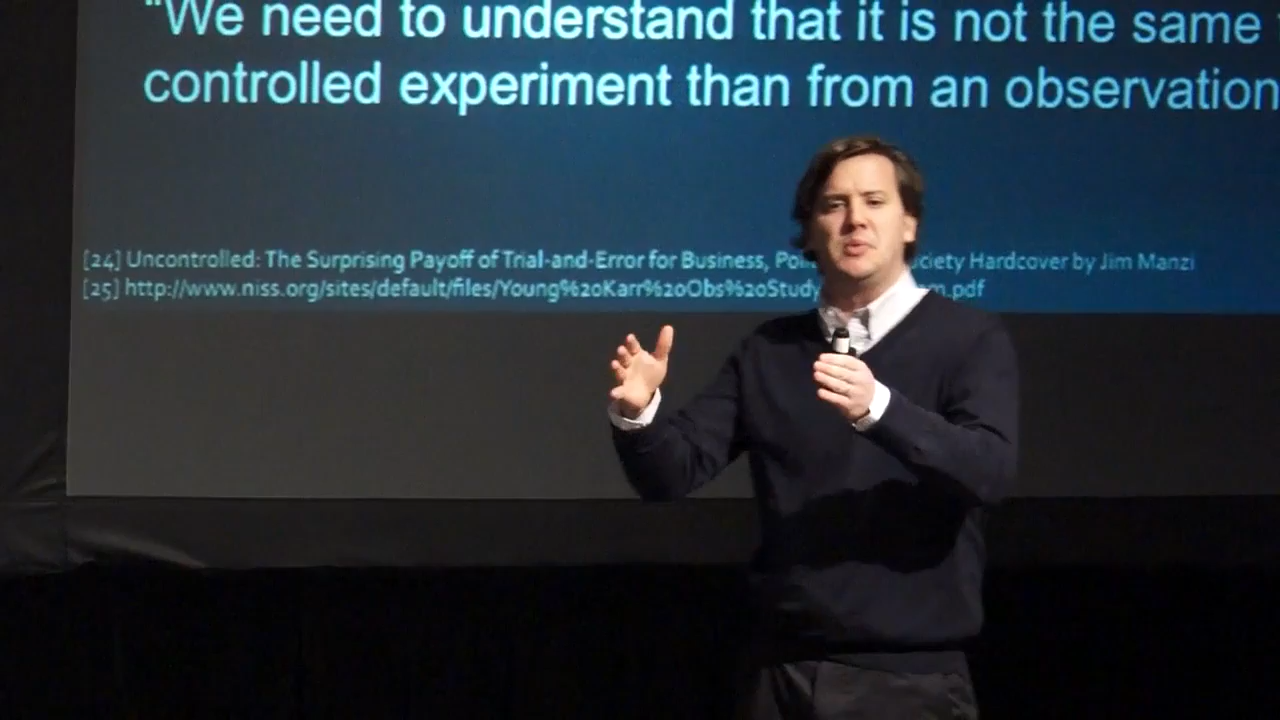 “We need to understand that it is not the same
controlled experiment than from an observation
[24] Uncontrolled: The Surprising Payoff of Trial-and-Error for Business, ciety Hardcover by Jim Manzi
[25] http://www.niss.org/sites/default/files/Young%20Karr%20Obs%20Study m.pdf